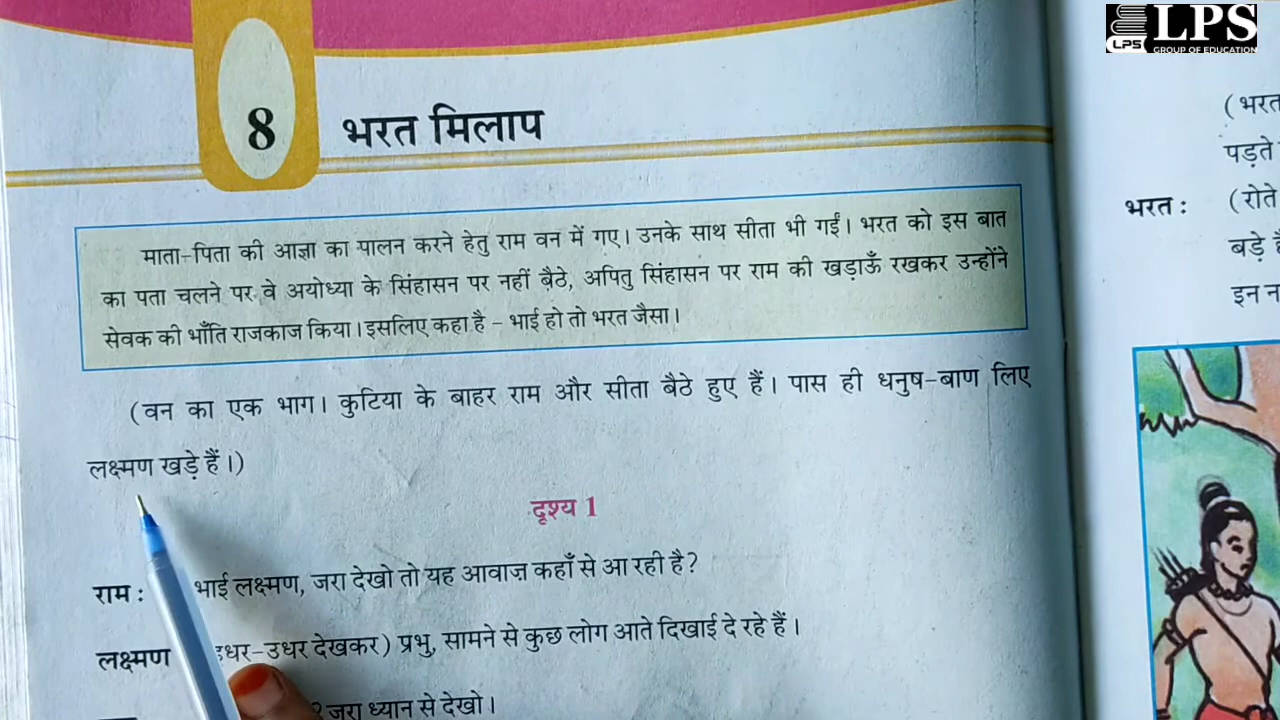 LPS
LPS
GROUP OF EDUCATION
8
भरत मिलाप
माता-पिता की आज्ञा का पालन करने हेतु राम वन में गए। उनके साथ सीता भी गईं। भरत को इस बात
का पता चलने पर वे अयोध्या के सिंहासन पर नहीं बैठे, अपितु सिंहासन पर राम की खड़ाऊँ रखकर उन्होंने
सेवक की भाँति राजकाज किया। इसलिए कहा है – भाई हो तो भरत जैसा।
(वन का एक भाग। कुटिया के बाहर राम और सीता बैठे हुए हैं। पास ही धनुष-बाण लिए
लक्ष्मण खड़े हैं।)
दृश्य 1
राम : भाई लक्ष्मण, जरा देखो तो यह आवाज़ कहाँ से आ रही है?
लक्ष्मण -उधर देखकर) प्रभु, सामने से कुछ लोग आते दिखाई दे रहे हैं।
जरा ध्यान से देखो।
(भरत
पड़ते
भरत : (रोते
बड़े
इन